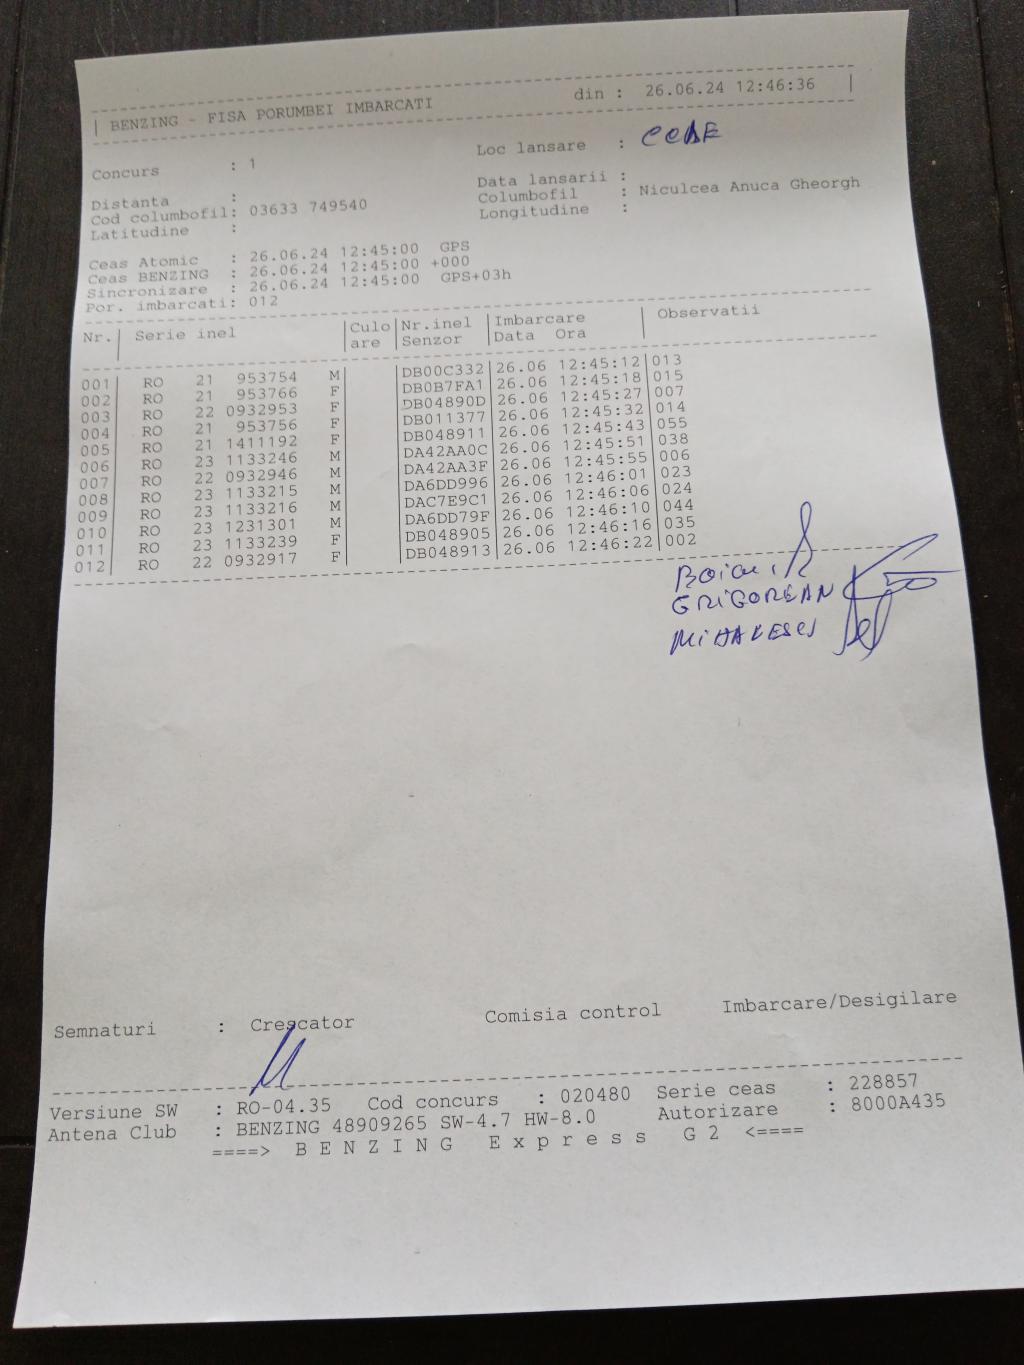 BENZING - FISA PORUMBEI IMBARCATI din : 26.06.24 12:46:36
Concurs : 1 Loc lansare :
Distanta : Data lansarii :
Cod columbofil: 03633 749540 Columbofil : Niculcea Anuca Gheorgh
Latitudine : Longitudine :
Ceas Atomic : 26.06.24 12:45:00 GPS
Ceas BENZING : 26.06.24 12:45:00 +000
Sincronizare : 26.06.24 12:45:00 GPS+03h
Por. imbarcati: 012
Nr.| Serie inel |Culo|Nr.inel |Imbarcare | Observatii
| |are |Senzor |Data Ora |
001| RO 21 953754 M| |DB00C332|26.06 12:45:12|013
002| RO 21 953766 F| |DB0B7FA1|26.06 12:45:18|015
003| RO 22 0932953 F| |DB04890D|26.06 12:45:27|007
004| RO 21 953756 F| |DB011377|26.06 12:45:32|014
005| RO 21 1411192 F| |DB048911|26.06 12:45:43|055
006| RO 23 1133246 M| |DA42AA0C|26.06 12:45:51|038
007| RO 22 0932946 M| |DA42AA3F|26.06 12:45:55|006
008| RO 23 1133215 M| |DA6DD996|26.06 12:46:01|023
009| RO 23 1133216 M| |DAC7E9C1|26.06 12:46:06|024
010| RO 23 1231301 M| |DA6DD79F|26.06 12:46:10|044
011| RO 23 1133239 F| |DB048905|26.06 12:46:16|035
012| RO 22 0932917 F| |DB048913|26.06 12:46:22|002
GRIGOREAN
Semnaturi : Crescator Comisia control Imbarcare/Desigilare
Versiune SW : RO-04.35 Cod concurs : 020480 Serie ceas : 228857
Antena Club : BENZING 48909265 SW-4.7 HW-8.0 Autorizare : 8000A435
====> B E N Z I N G E x p r e s s G 2 <====